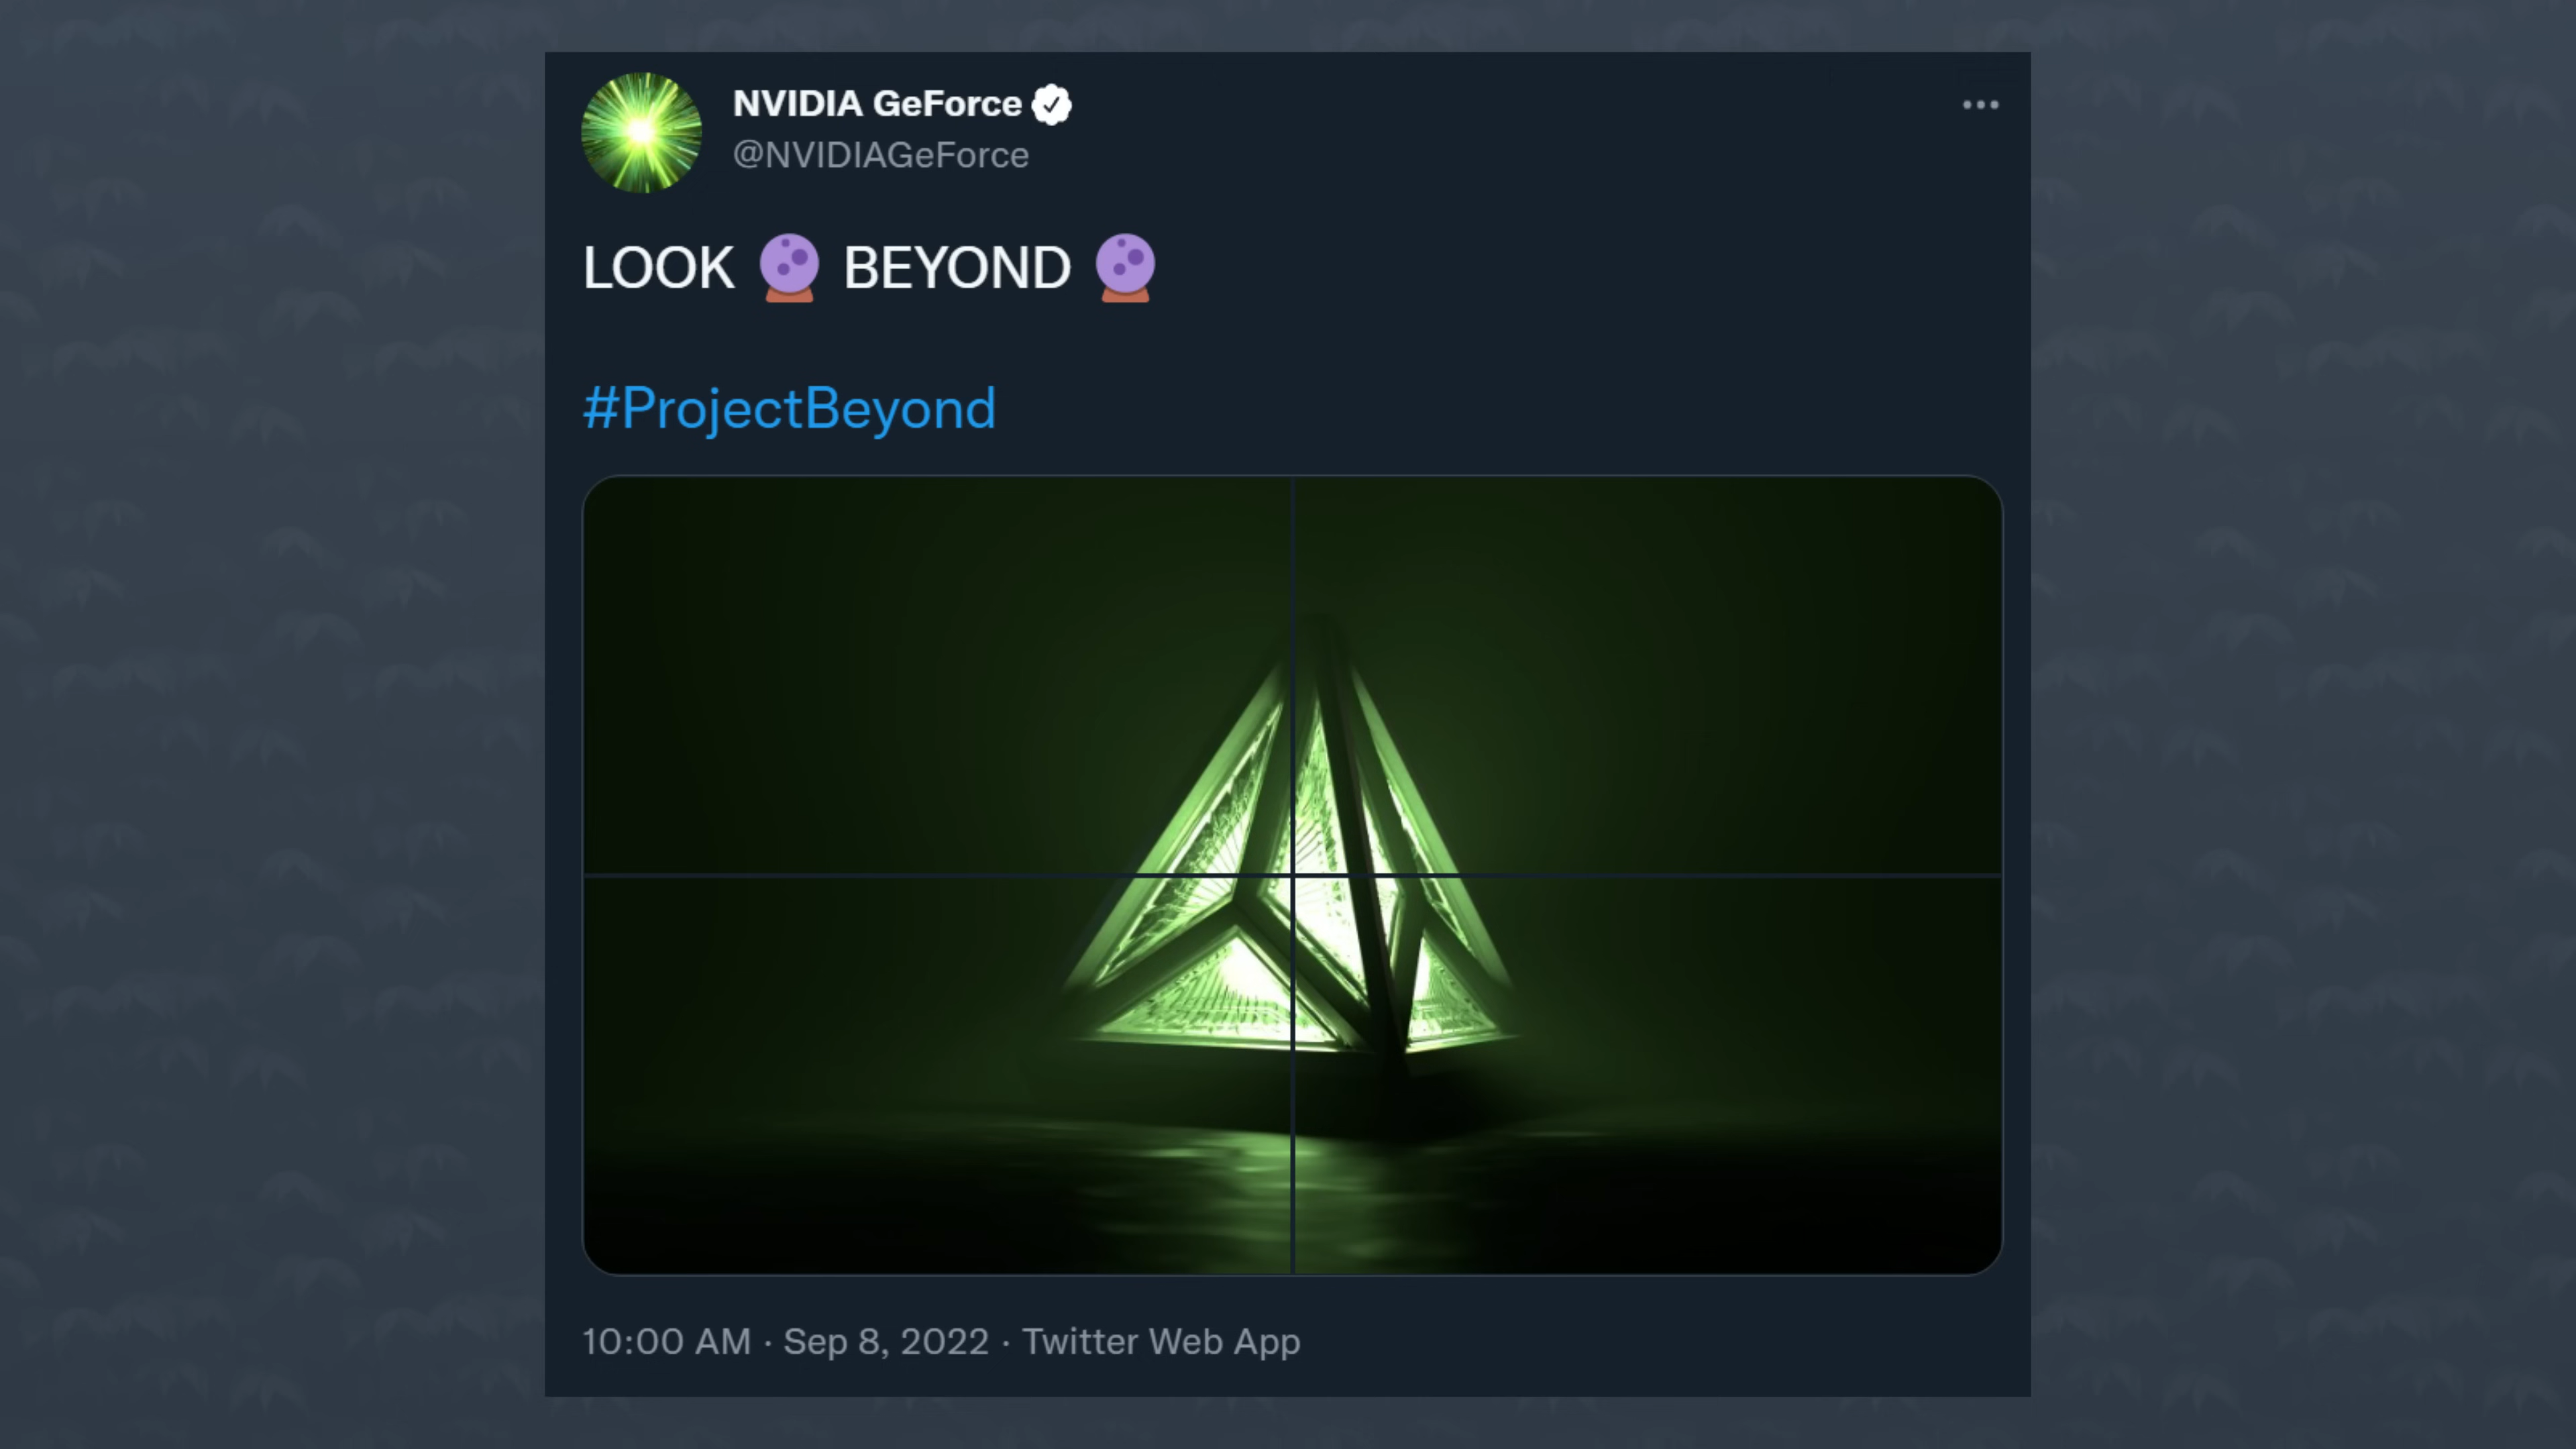 NVIDIA GeForce
@NVIDIAGeForce
LOOK 🔮 BEYOND 🔮
#ProjectBeyond
10:00 AM · Sep 8, 2022 · Twitter Web App